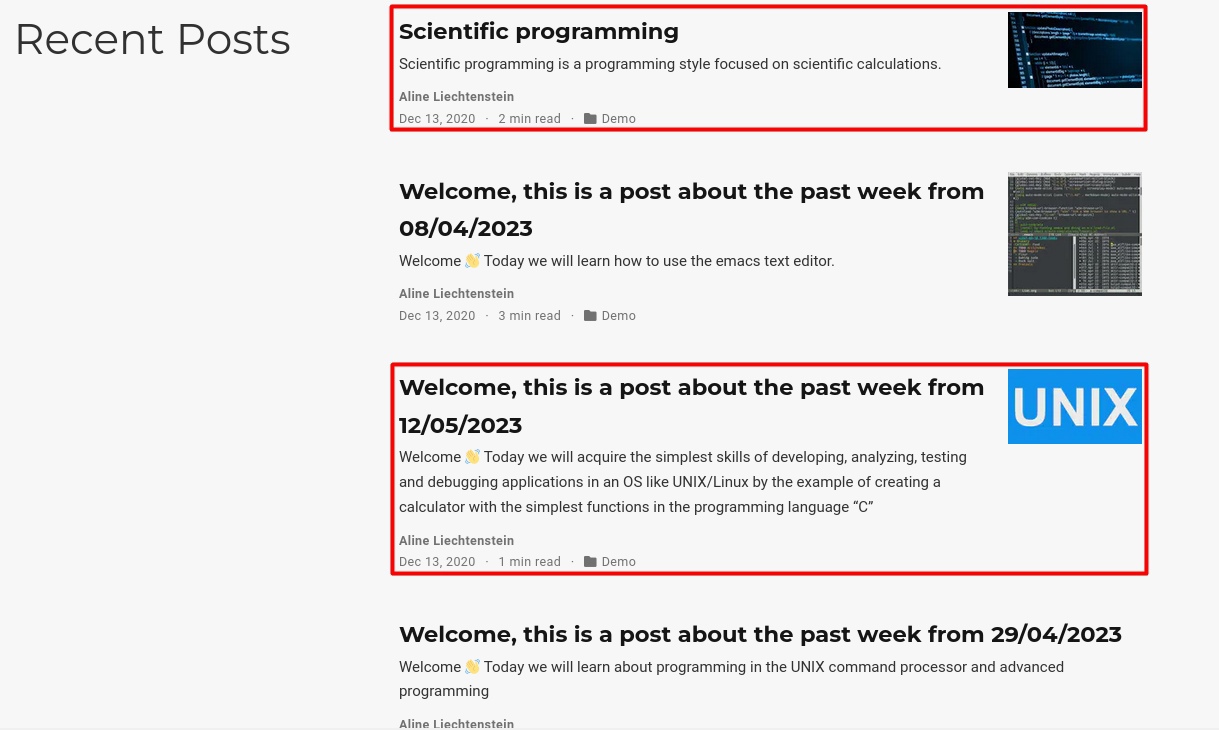 Recent Posts
Scientific programming
Scientific programming is a programming style focused on scientific calculations.
Aline Liechtenstein
Dec 13, 2020 · 2 min read · Demo
Welcome, this is a post about the past week from
08/04/2023
Welcome 👋 Today we will learn how to use the emacs text editor.
Aline Liechtenstein
Dec 13, 2020 · 3 min read · Demo
Welcome, this is a post about the past week from
12/05/2023
UNIX
Welcome 👋 Today we will acquire the simplest skills of developing, analyzing, testing
and debugging applications in an OS like UNIX/Linux by the example of creating a
calculator with the simplest functions in the programming language “C”
Aline Liechtenstein
Dec 13, 2020 · 1 min read · Demo
Welcome, this is a post about the past week from 29/04/2023
Welcome 👋 Today we will learn about programming in the UNIX command processor and advanced
programming
Aline Liechtenstein